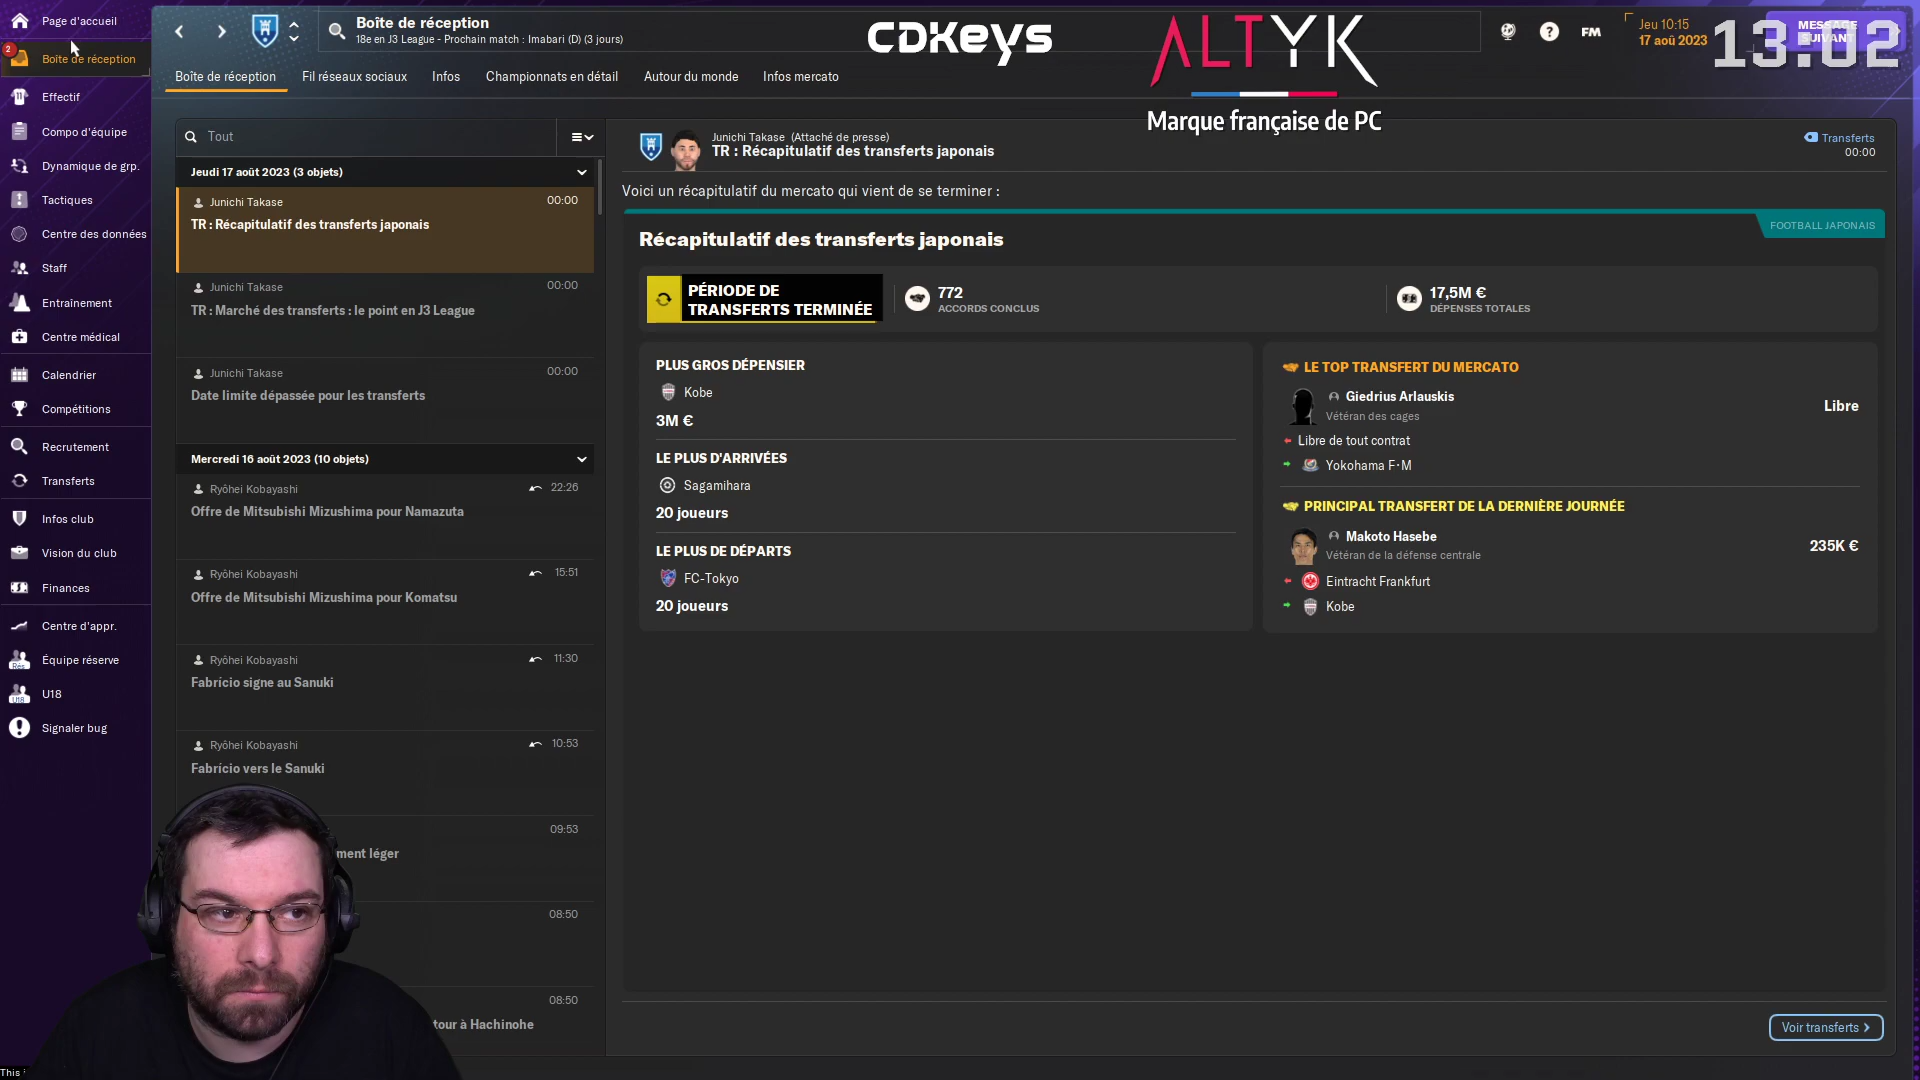 Page d'accueil
2
Boîte de réception
Effectif
Compo d'équipe
Dynamique de grp.
Tactiques
Centre des données
Staff
Entraînement
Centre médical
Calendrier
Compétitions
Recrutement
Transferts
Infos club
Vision du club
Finances
Centre d'appr.
Équipe réserve
U18
Signaler bug
Boîte de réception
18e en J3 League - Prochain match : Imabari (D) (3 jours)
CDKeys
ALTYK
Marque française de PC
FM
Jeu 10:15
17 août 2023
MESSAGE
SUIVANT
13:02
Boîte de réception
Fil réseaux sociaux
Infos
Championnats en détail
Autour du monde
Infos mercato
Tout
Jeudi 17 août 2023 (3 objets)
Junichi Takase 00:00
TR : Récapitulatif des transferts japonais
Junichi Takase 00:00
TR : Marché des transferts : le point en J3 League
Junichi Takase 00:00
Date limite dépassée pour les transferts
Mercredi 16 août 2023 (10 objets)
Ryôhei Kobayashi 22:26
Offre de Mitsubishi Mizushima pour Namazuta
Ryôhei Kobayashi 15:51
Offre de Mitsubishi Mizushima pour Komatsu
Ryôhei Kobayashi 11:30
Fabrício signe au Sanuki
Ryôhei Kobayashi 10:53
Fabrício vers le Sanuki
09:53
ment léger
08:50
08:50
tour à Hachinohe
Junichi Takase (Attaché de presse)
TR : Récapitulatif des transferts japonais
Transferts
00:00
Voici un récapitulatif du mercato qui vient de se terminer :
FOOTBALL JAPONAIS
Récapitulatif des transferts japonais
PÉRIODE DE
TRANSFERTS TERMINÉE
772
ACCORDS CONCLUS
17,5M €
DÉPENSES TOTALES
PLUS GROS DÉPENSIER
Kobe
3M €
LE PLUS D'ARRIVÉES
Sagamihara
20 joueurs
LE PLUS DE DÉPARTS
FC-Tokyo
20 joueurs
LE TOP TRANSFERT DU MERCATO
Giedrius Arlauskis
Vétéran des cages
Libre
Libre de tout contrat
Yokohama F·M
PRINCIPAL TRANSFERT DE LA DERNIÈRE JOURNÉE
Makoto Hasebe
Vétéran de la défense centrale
235K €
Eintracht Frankfurt
Kobe
Voir transferts
This